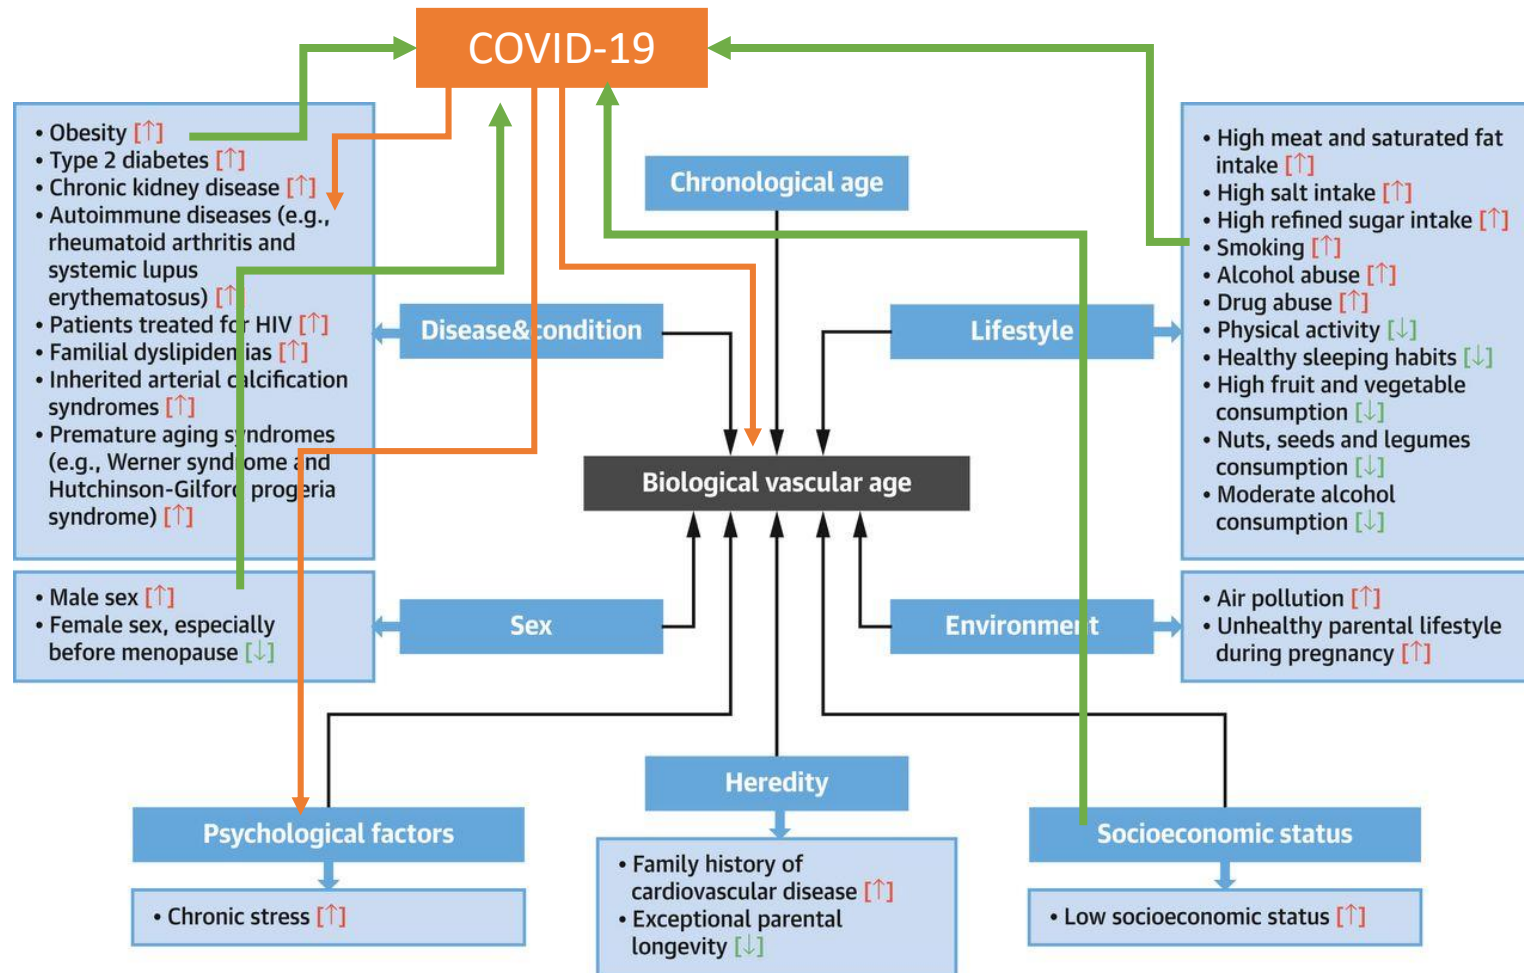 COVID-19
• Obesity [↑]
• Type 2 diabetes [↑]
• Chronic kidney disease [↑]
• Autoimmune diseases (e.g.,
rheumatoid arthritis and
systemic lupus
erythematosus) [↑]
• Patients treated for HIV [↑]
• Familial dyslipidemias [↑]
• Inherited arterial calcification
syndromes [↑]
• Premature aging syndromes
(e.g., Werner syndrome and
Hutchinson-Gilford progeria
syndrome) [↑]
Chronological age
• High meat and saturated fat
intake [↑]
• High salt intake [↑]
• High refined sugar intake [↑]
• Smoking [↑]
• Alcohol abuse [↑]
• Drug abuse [↑]
• Physical activity [↓]
• Healthy sleeping habits [↓]
• High fruit and vegetable
consumption [↓]
• Nuts, seeds and legumes
consumption [↓]
• Moderate alcohol
consumption [↓]
Disease&condition
Lifestyle
Biological vascular age
• Male sex [↑]
• Female sex, especially
before menopause [↓]
Sex
Environment
• Air pollution [↑]
• Unhealthy parental lifestyle
during pregnancy [↑]
Psychological factors
• Chronic stress [↑]
Heredity
• Family history of
cardiovascular disease [↑]
• Exceptional parental
longevity [↓]
Socioeconomic status
• Low socioeconomic status [↑]